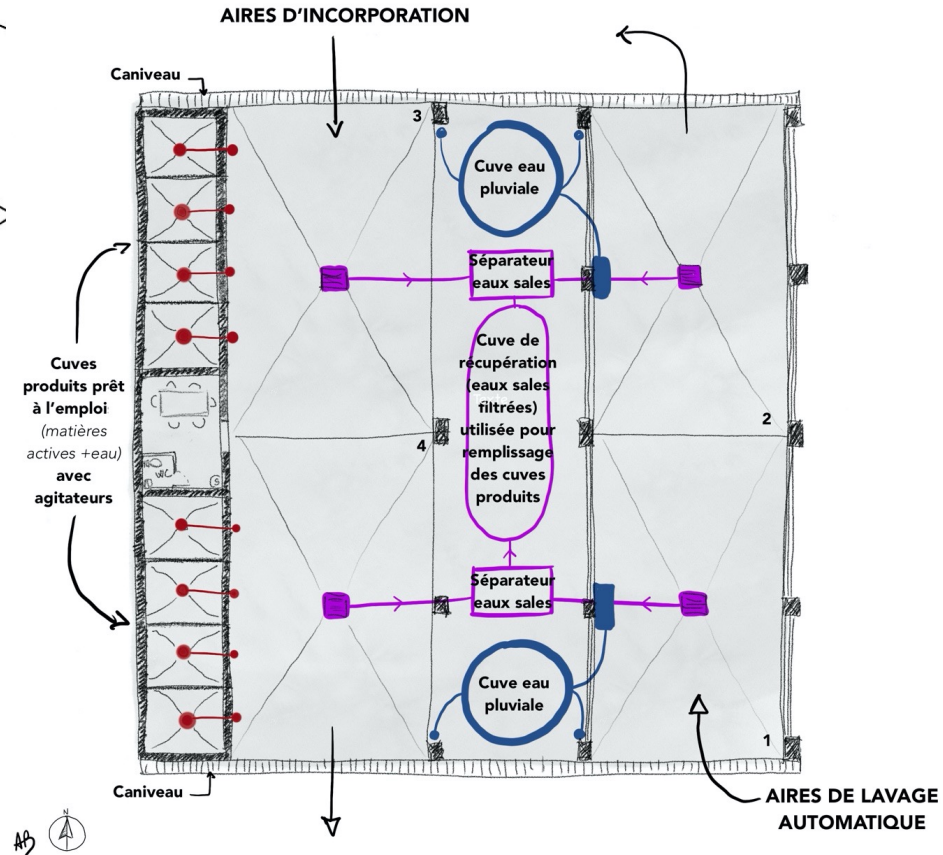 AIRES D'INCORPORATION
Caniveau
3
Cuve eau
pluviale
Séparateur
eaux sales
Cuve de
récupération
(eaux sales
filtrées)
utilisée pour
remplissage
des cuves
produits
2
4
Cuves
produits prêt
à l'emploi
(matières
actives +eau)
avec
agitateurs
WC
Séparateur
eaux sales
Cuve eau
pluviale
1
Caniveau
AIRES DE LAVAGE
AUTOMATIQUE
N
AB